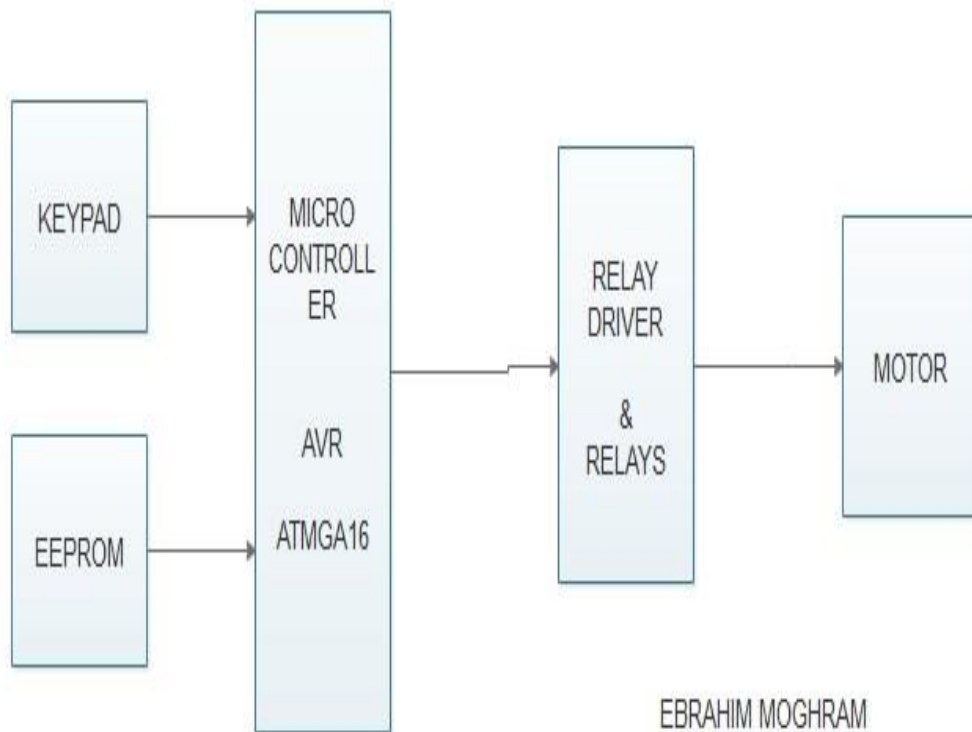 KEYPAD
EEPROM
MICRO
CONTROLL
ER
AVR
ATMGA16
RELAY
DRIVER
&
RELAYS
MOTOR
EBRAHIM MOGHRAM